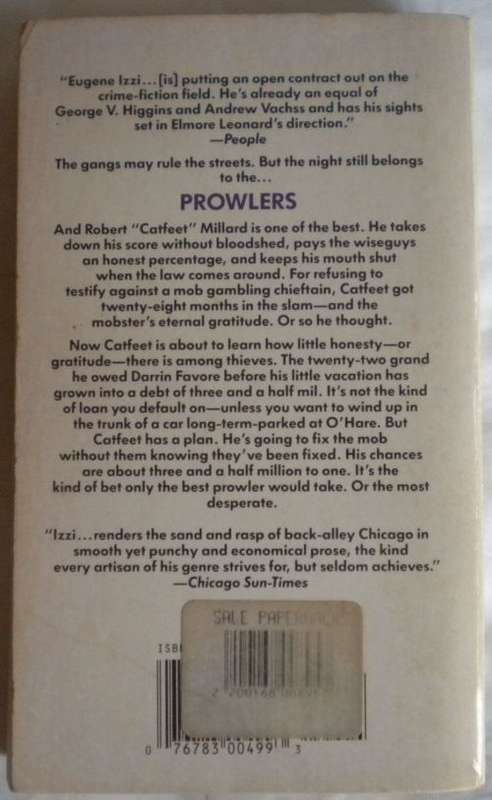 “Eugene Izzi...[is] putting an open contract out on the
crime-fiction field. He’s already an equal of
George V. Higgins and Andrew Vachss and has his sights
set in Elmore Leonard’s direction.”
—People
The gangs may rule the streets. But the night still belongs
to the...
PROWLERS
And Robert “Catfeet” Millard is one of the best. He takes
down his score without bloodshed, pays the wiseguys
an honest percentage, and keeps his mouth shut
when the law comes around. For refusing to
testify against a mob gambling chieftain, Catfeet got
twenty-eight months in the slam—and the
mobster’s eternal gratitude. Or so he thought.
Now Catfeet is about to learn how little honesty—or
gratitude—there is among thieves. The twenty-two grand
he owed Darrin Favore before his little vacation has
grown into a debt of three and a half mil. It’s not the kind
of loan you default on—unless you want to wind up in
the trunk of a car long-term-parked at O’Hare. But
Catfeet has a plan. He’s going to fix the mob
without them knowing they’ve been fixed. His chances
are about three and a half million to one. It’s the
kind of bet only the best prowler would take. Or the most
desperate.
“Izzi...renders the sand and rasp of back-alley Chicago in
smooth yet punchy and economical prose, the kind
every artisan of his genre strives for, but seldom achieves.”
—Chicago Sun-Times
SALE
ISBN
0 76783 00499 3